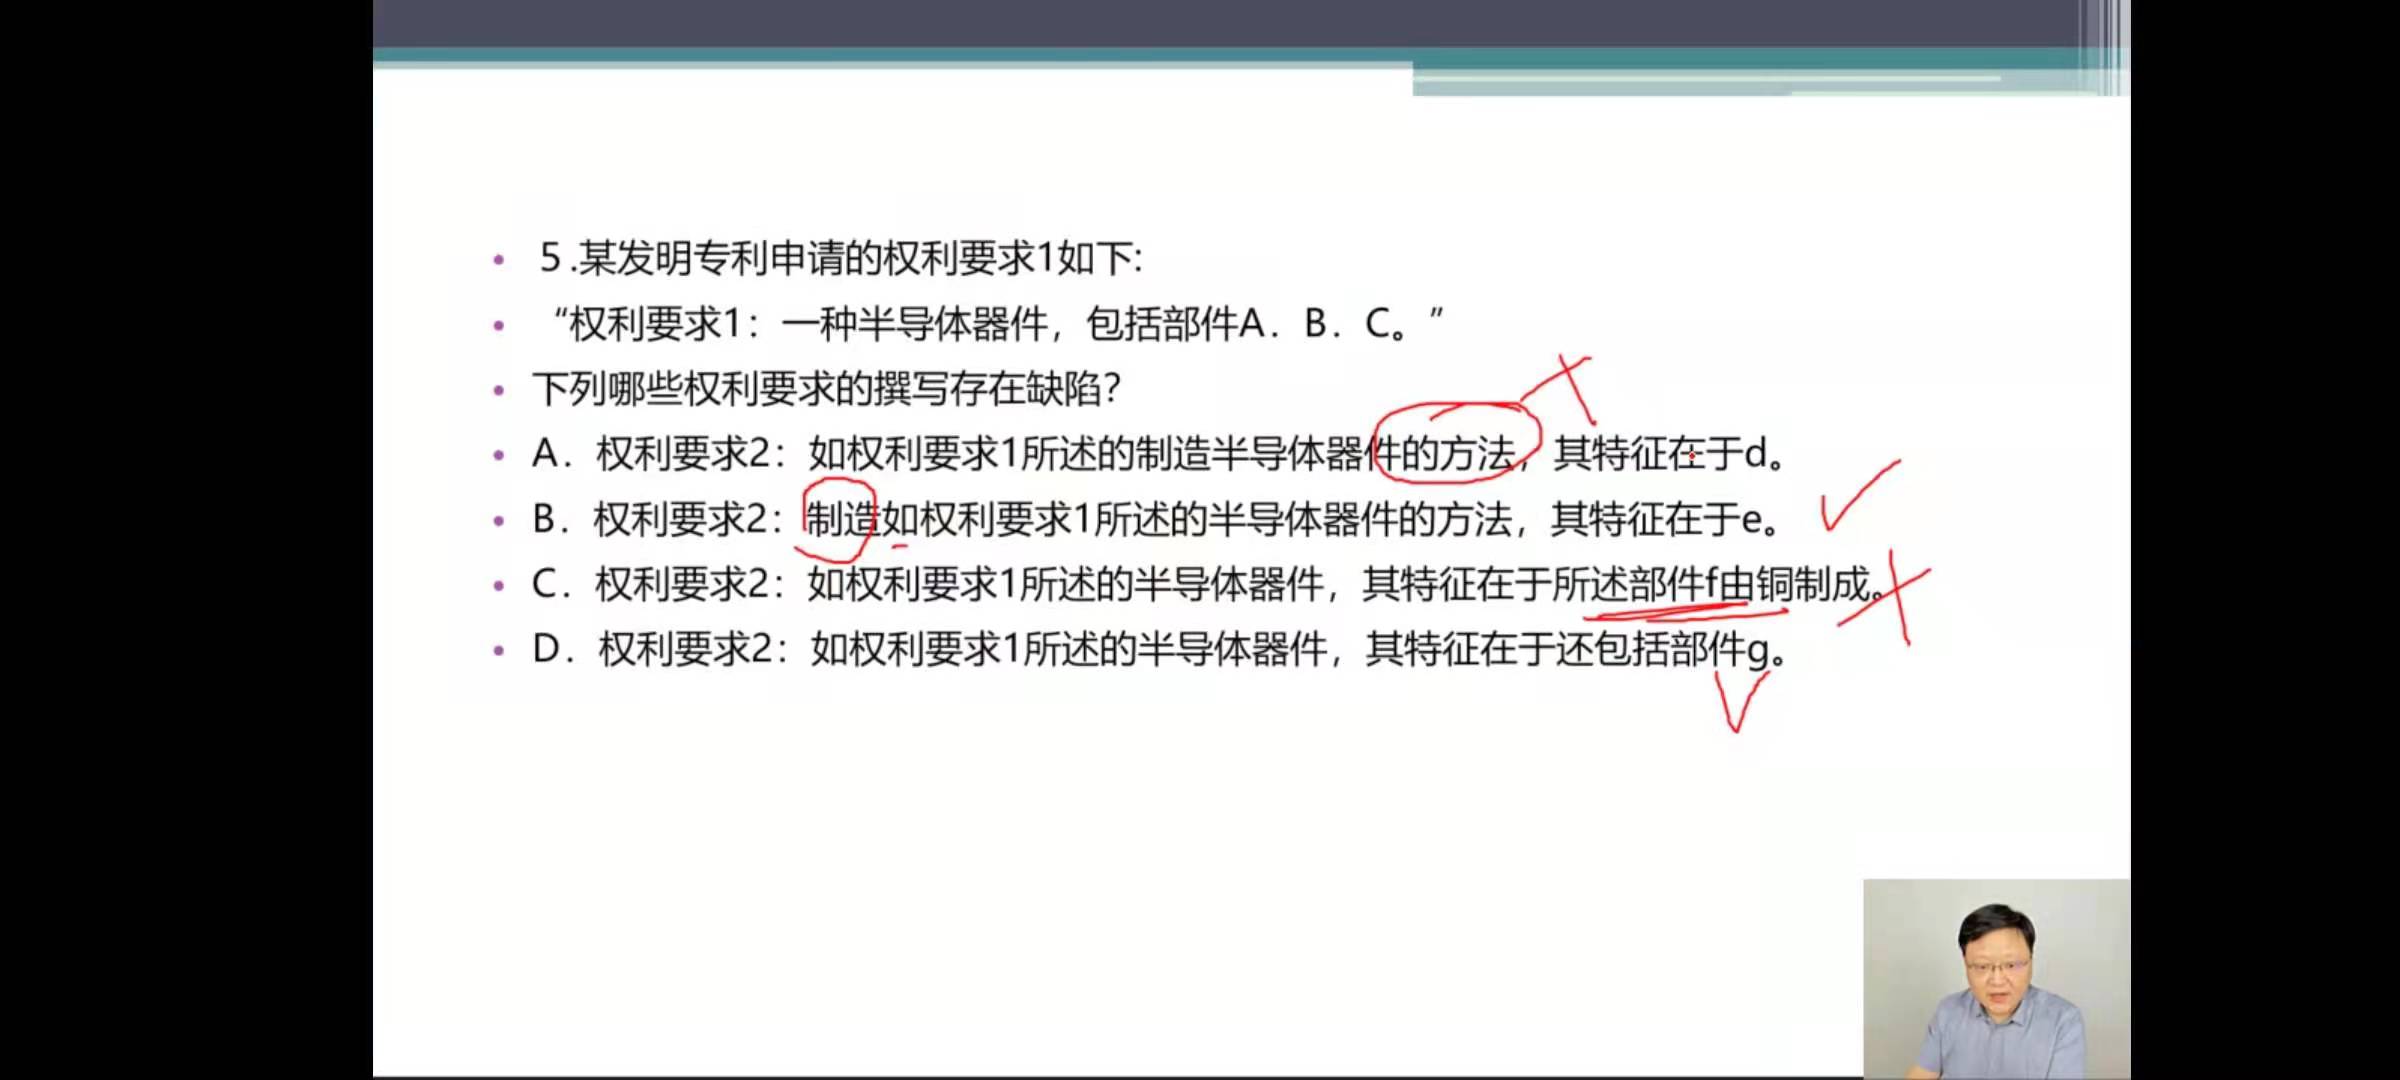 5.某发明专利申请的权利要求1如下:
“权利要求1：一种半导体器件，包括部件A．B．C。”
下列哪些权利要求的撰写存在缺陷？
A．权利要求2：如权利要求1所述的制造半导体器件的方法，其特征在于d。
B．权利要求2：制造如权利要求1所述的半导体器件的方法，其特征在于e。
C．权利要求2：如权利要求1所述的半导体器件，其特征在于所述部件f由铜制成。
D．权利要求2：如权利要求1所述的半导体器件，其特征在于还包括部件g。